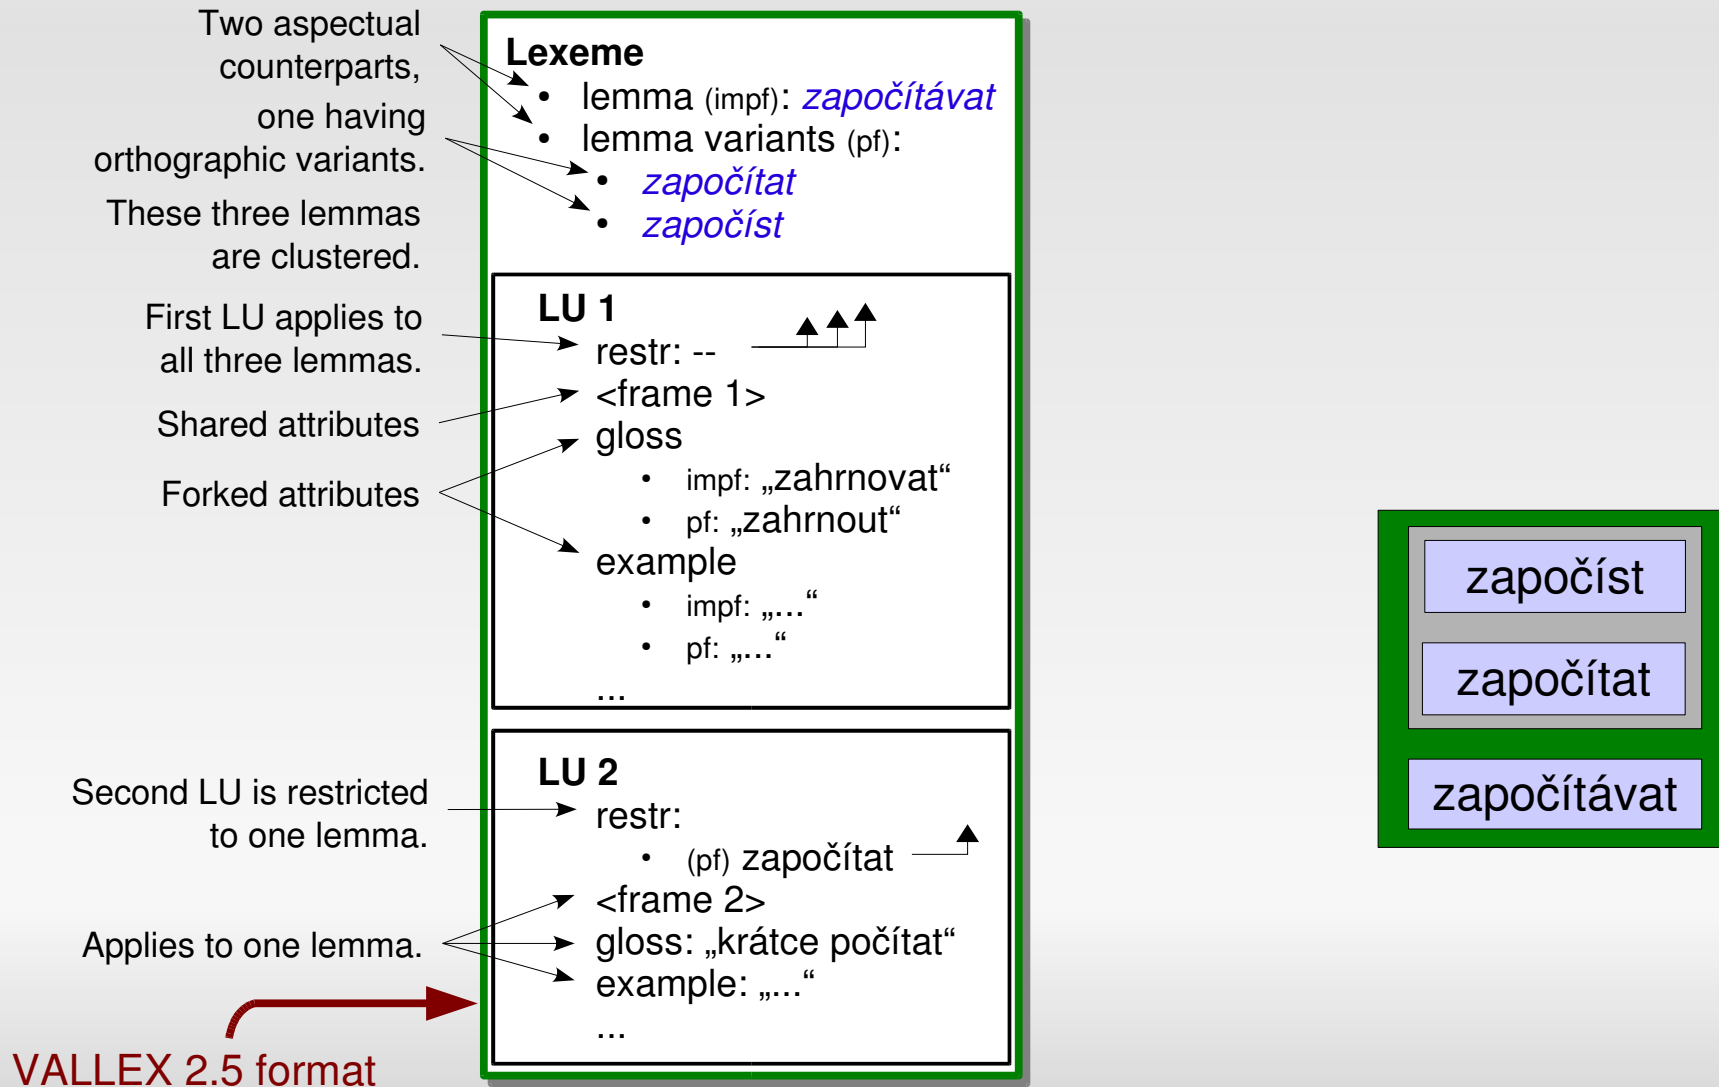 Two aspectual
counterparts,
one having
orthographic variants.
These three lemmas
are clustered.
First LU applies to
all three lemmas.
Shared attributes
Forked attributes
Second LU is restricted
to one lemma.
Applies to one lemma.
VALLEX 2.5 format
Lexeme
• lemma (impf): započítávat
• lemma variants (pf):
• započítat
• započíst
LU 1
restr: --
<frame 1>
gloss
• impf: „zahrnovat“
• pf: „zahrnout“
example
• impf: „...“
• pf: „...“
...
LU 2
restr:
• (pf) započítat
<frame 2>
gloss: „krátce počítat“
example: „...“
...
započíst
započítat
započítávat